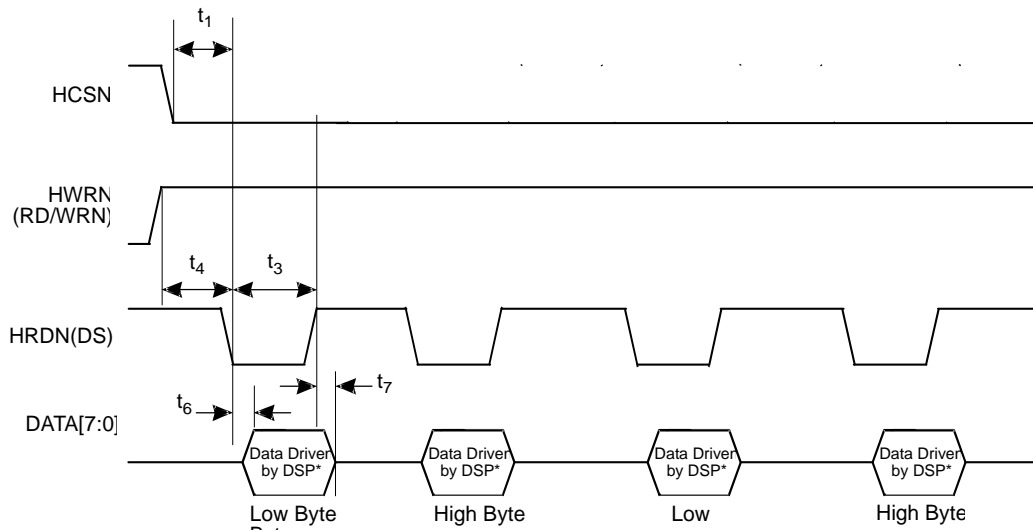 t1
HCSN
HWRN
(RD/WRN)
t4
t3
HRDN(DS)
t7
t6
DATA[7:0]
Data Driver
by DSP*
Data Driver
by DSP*
Data Driver
by DSP*
Data Driver
by DSP*
Low Byte
High Byte
Low
High Byte